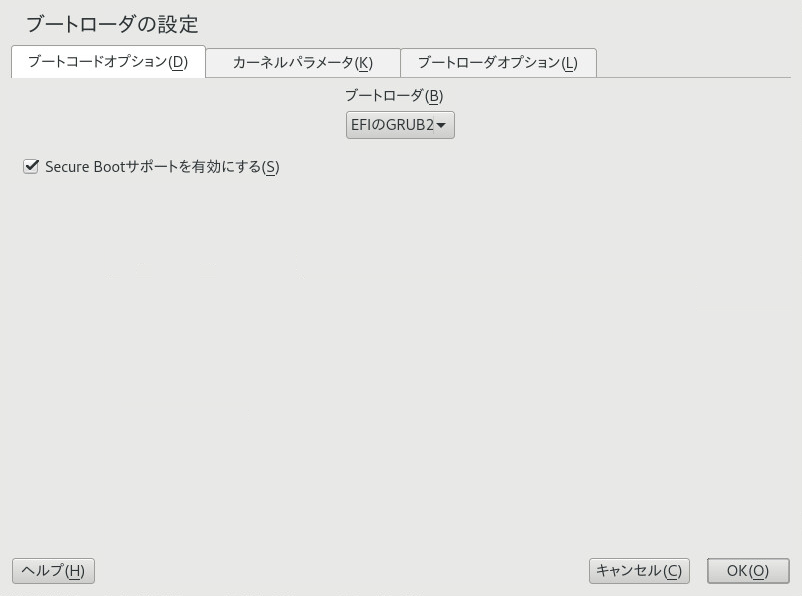 ブートローダの設定
ブートコードオプション(D)
カーネルパラメータ(K)
ブートローダオプション(L)
ブートローダ(B)
EFIのGRUB2
Secure Bootサポートを有効にする(S)
ヘルプ(H)
キャンセル(C)
OK(O)